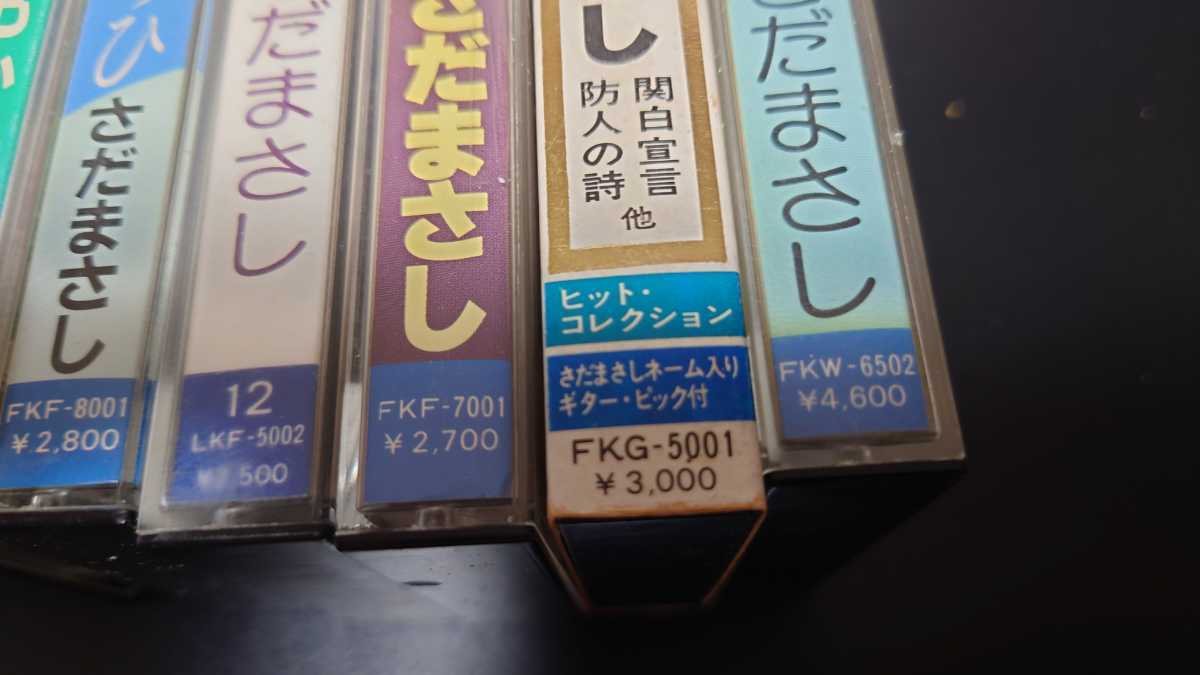 ひ
さだまさし
FKF-8001
¥2,800
だまさし
12
LKF-5002
500
だまさし
FKF-7001
¥2,700
し
関白宣言
防人の詩
他
ヒット・
コレクション
さだまさしネーム入り
ギター・ピック付
FKG-5001
¥3,000
だまさし
FKW-6502
¥4,600